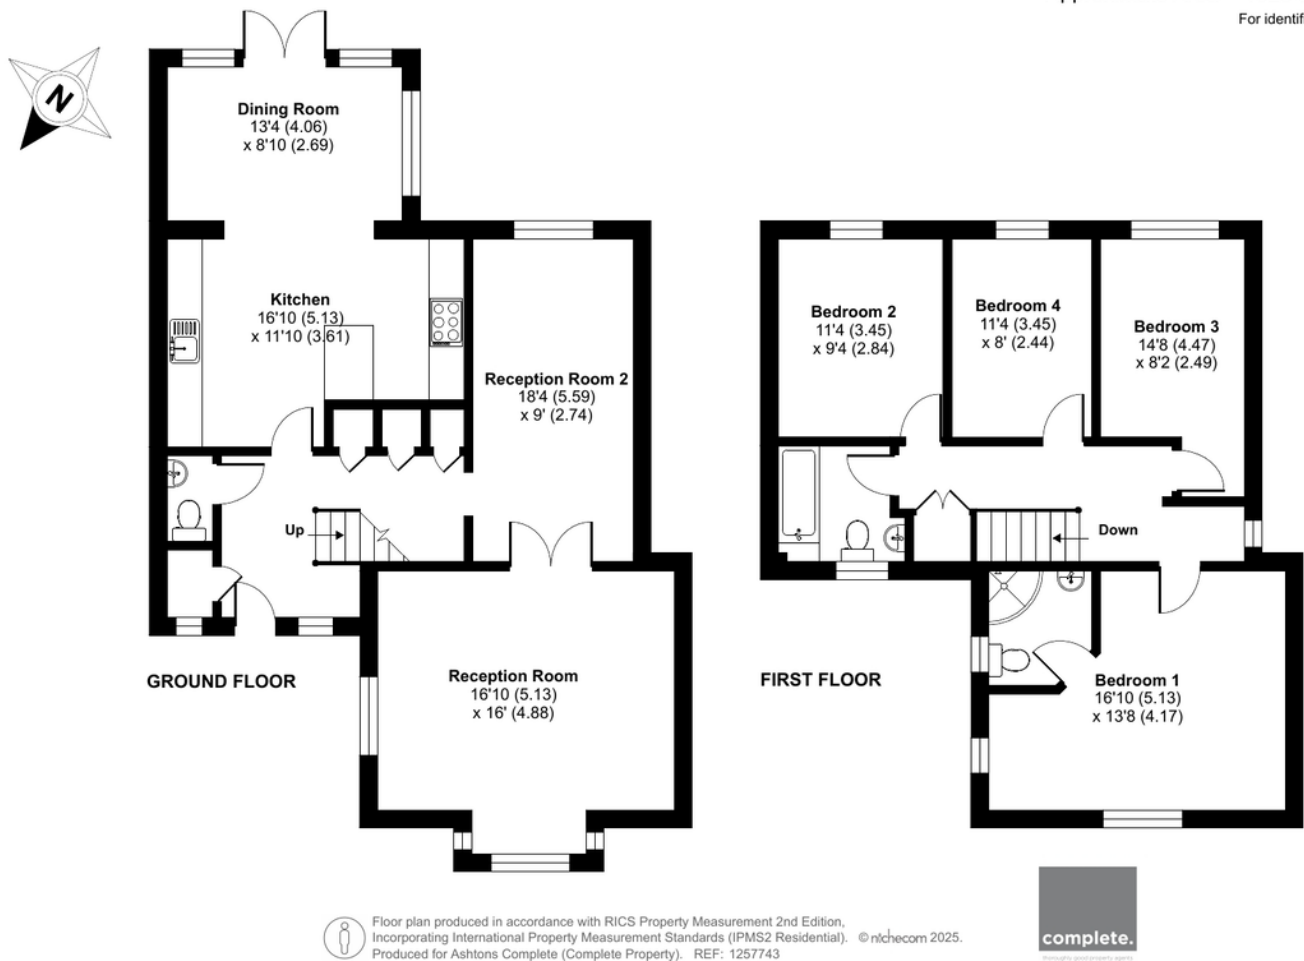 For identif
N
Dining Room
13'4 (4.06)
x 8'10 (2.69)
Kitchen
16'10 (5.13)
x 11'10 (3.61)
Reception Room 2
18'4 (5.59)
x 9' (2.74)
Up
Reception Room
16'10 (5.13)
x 16' (4.88)
GROUND FLOOR
Bedroom 2
11'4 (3.45)
x 9'4 (2.84)
Bedroom 4
11'4 (3.45)
x 8' (2.44)
Bedroom 3
14'8 (4.47)
x 8'2 (2.49)
Down
Bedroom 1
16'10 (5.13)
x 13'8 (4.17)
FIRST FLOOR
Floor plan produced in accordance with RICS Property Measurement 2nd Edition,
Incorporating International Property Measurement Standards (IPMS2 Residential). © nichecom 2025.
Produced for Ashtons Complete (Complete Property). REF: 1257743
complete.
thoroughly good property agents